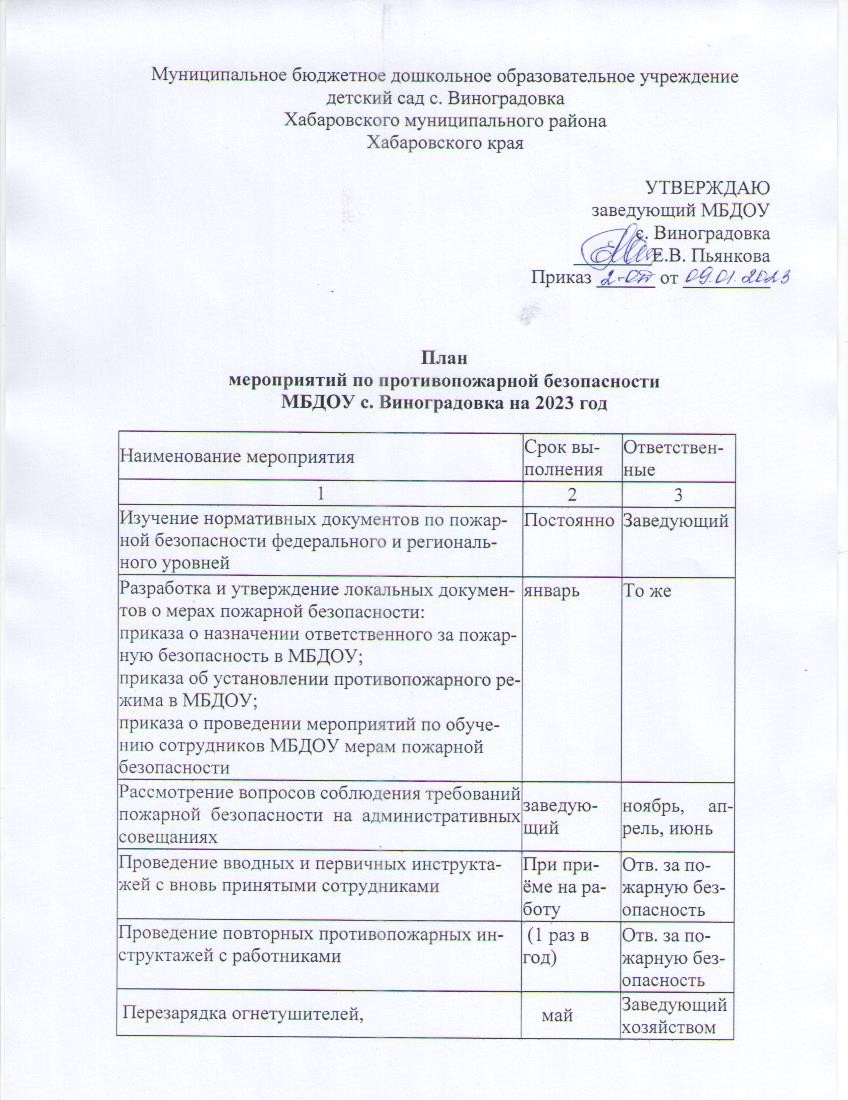 Муниципальное бюджетное дошкольное образовательное учреждение
детский сад с. Виноградовка
Хабаровского муниципального района
Хабаровского края
УТВЕРЖДАЮ
заведующий МБДОУ
с. Виноградовка
Е.В. Пьянкова
Приказ 2-ОП от 09.01.2023
План
мероприятий по противопожарной безопасности
МБДОУ с. Виноградовка на 2023 год
Наименование мероприятия
Срок вы-
полнения
Ответствен-
ные
1
2
3
Изучение нормативных документов по пожар-
ной безопасности федерального и региональ-
ного уровней
Постоянно
Заведующий
Разработка и утверждение локальных докумен-
тов о мерах пожарной безопасности:
приказа о назначении ответственного за пожар-
ную безопасность в МБДОУ;
приказа об установлении противопожарного ре-
жима в МБДОУ;
приказа о проведении мероприятий по обуче-
нию сотрудников МБДОУ мерам пожарной
безопасности
январь
То же
Рассмотрение вопросов соблюдения требований
пожарной безопасности на административных
совещаниях
заведую-
щий
ноябрь, ап-
рель, июнь
Проведение вводных и первичных инструкта-
жей с вновь принятыми сотрудниками
При при-
ёме на ра-
боту
Отв. за по-
жарную без-
опасность
Проведение повторных противопожарных ин-
структажей с работниками
(1 раз в
год)
Отв. за по-
жарную без-
опасность
Перезарядка огнетушителей,
май
Заведующий
хозяйством